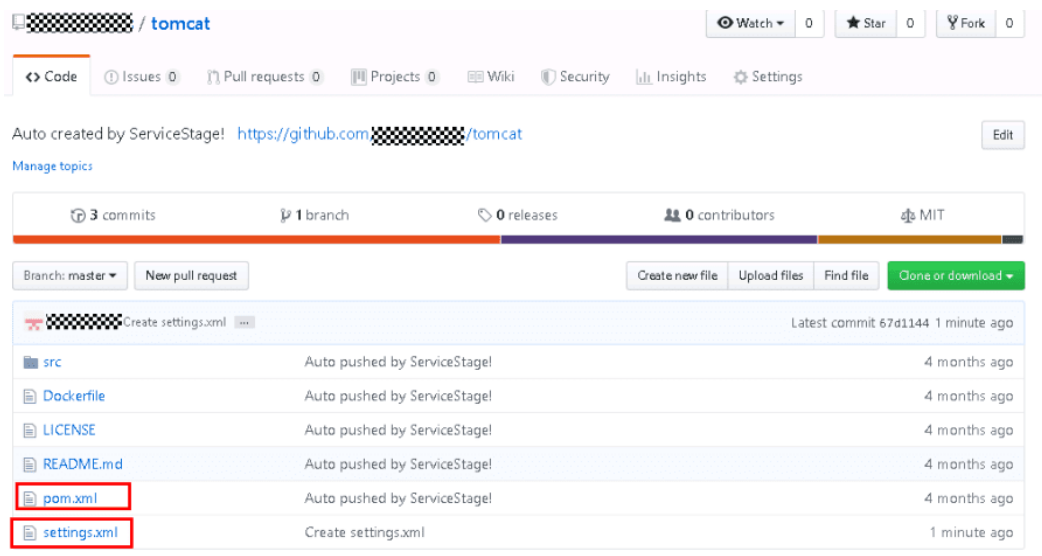 / tomcat Watch 0 Star 0 Fork 0
Code Issues 0 Pull requests 0 Projects 0 Wiki Security Insights Settings
Auto created by ServiceStage! https://github.com /tomcat Edit
Manage topics
3 commits 1 branch 0 releases 0 contributors MIT
Branch: master New pull request Create new file Upload files Find file Clone or download
Create settings.xml ... Latest commit 67d1144 1 minute ago
src Auto pushed by ServiceStage! 4 months ago
Dockerfile Auto pushed by ServiceStage! 4 months ago
LICENSE Auto pushed by ServiceStage! 4 months ago
README.md Auto pushed by ServiceStage! 4 months ago
pom.xml Auto pushed by ServiceStage! 4 months ago
settings.xml Create settings.xml 1 minute ago